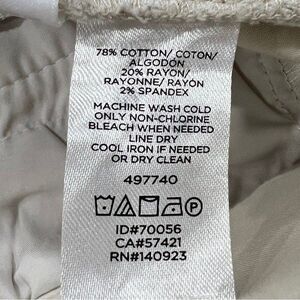 78% COTTON/ COTON/
ALGODON
20% RAYON/
RAYONNE/ RAYON
2% SPANDEX
MACHINE WASH COLD
ONLY NON-CHLORINE
BLEACH WHEN NEEDED
LINE DRY
COOL IRON IF NEEDED
OR DRY CLEAN
497740
P
ID#70056
CA#57421
RN#140923